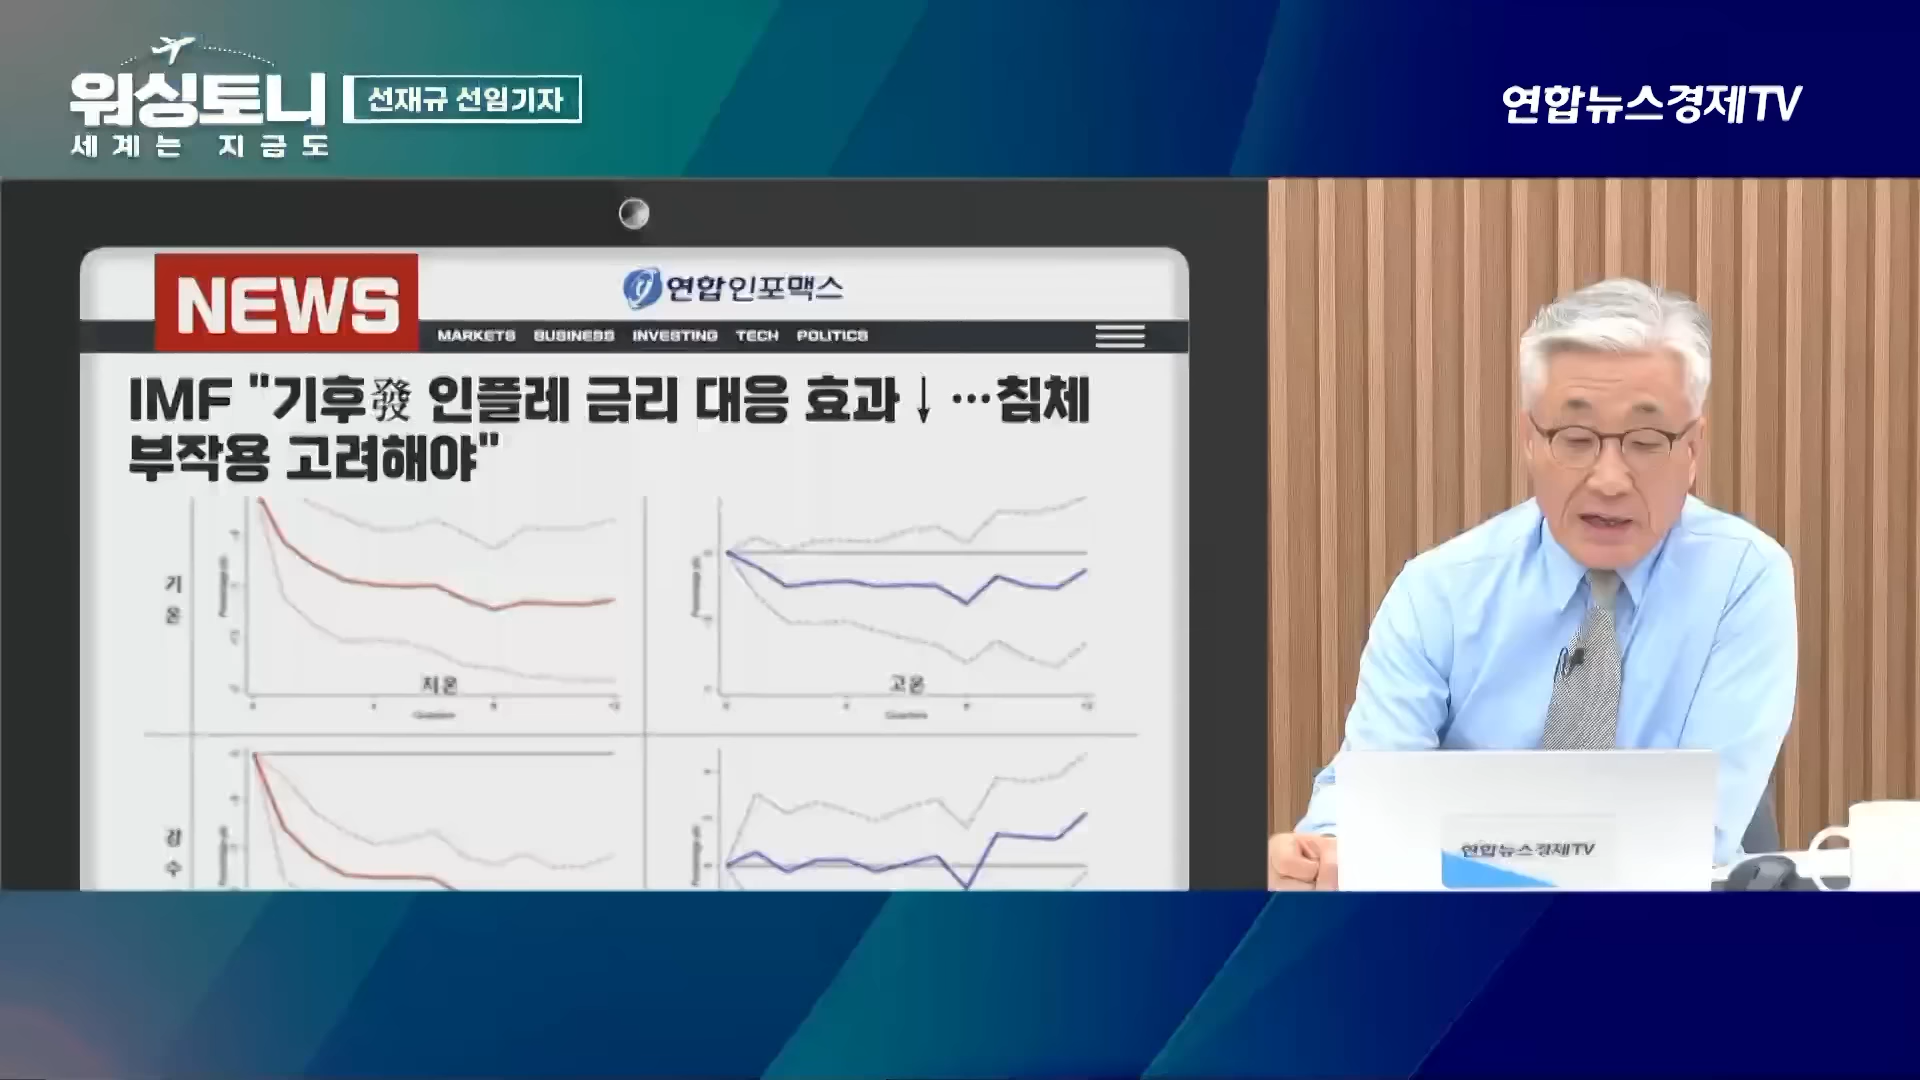 워싱토니
선재규 선임기자
세계는 지금도
연합뉴스경제TV
NEWS
연합인포맥스
MARKETS BUSINESS INVESTING TECH POLITICS
IMF "기후發 인플레 금리 대응 효과↓…침체
부작용 고려해야"
기온
저온
고온
강수
연합뉴스경제TV